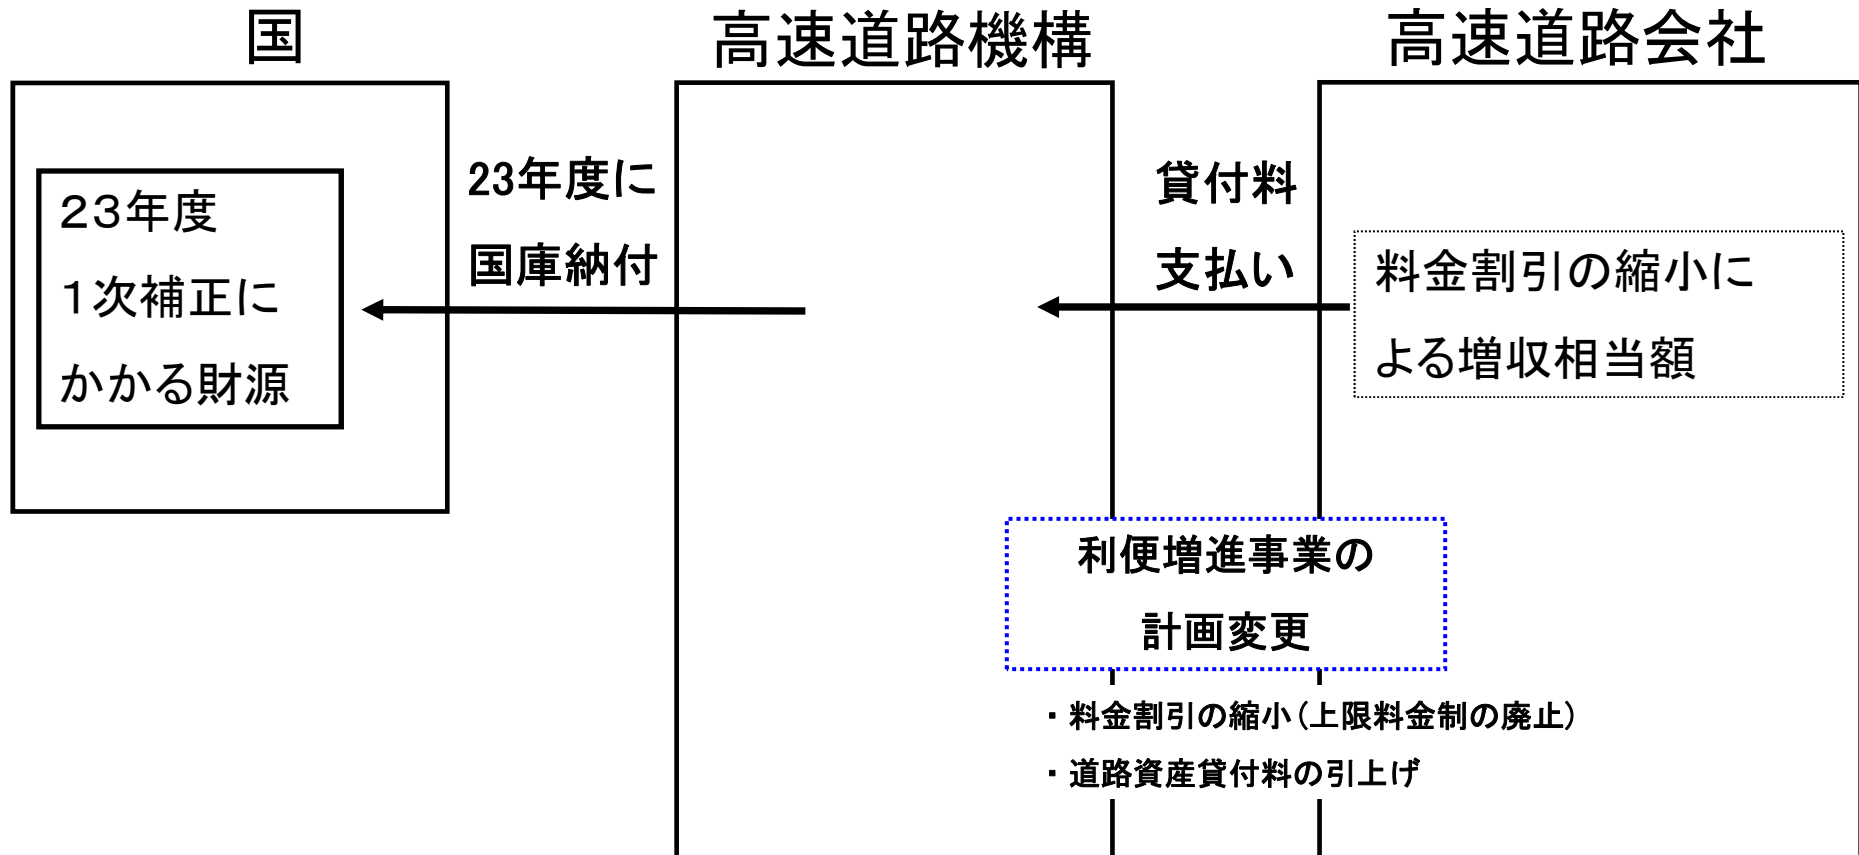 国
高速道路機構
高速道路会社
２３年度
１次補正に
かかる財源
23年度に
国庫納付
貸付料
支払い
料金割引の縮小に
よる増収相当額
利便増進事業の
計画変更
・料金割引の縮小（上限料金制の廃止）
・道路資産貸付料の引上げ